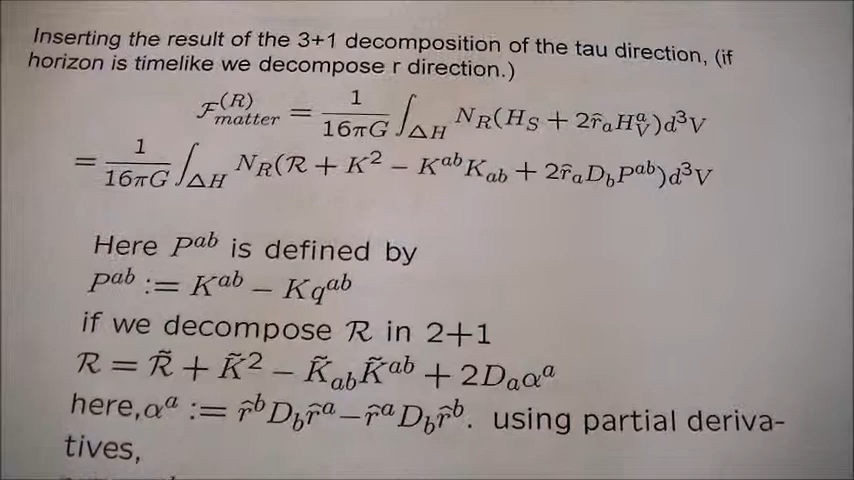 Inserting the result of the 3+1 decomposition of the tau direction, (if
horizon is timelike we decompose r direction.)
$\mathcal{F}^{(R)}_{matter} = \frac{1}{16\pi G} \int_{\Delta H} N_R (H_S + 2\hat{r}_a H^a_V) d^3V$
$= \frac{1}{16\pi G} \int_{\Delta H} N_R (\mathcal{R} + K^2 - K^{ab} K_{ab} + 2\hat{r}_a D_b P^{ab}) d^3V$
Here $P^{ab}$ is defined by
$P^{ab} := K^{ab} - K q^{ab}$
if we decompose $\mathcal{R}$ in 2+1
$\mathcal{R} = \tilde{\mathcal{R}} + \tilde{K}^2 - \tilde{K}_{ab} \tilde{K}^{ab} + 2 D_a \alpha^a$
here, $\alpha^a := \hat{r}^b D_b \hat{r}^a - \hat{r}^a D_b \hat{r}^b$. using partial deriva-
tives,